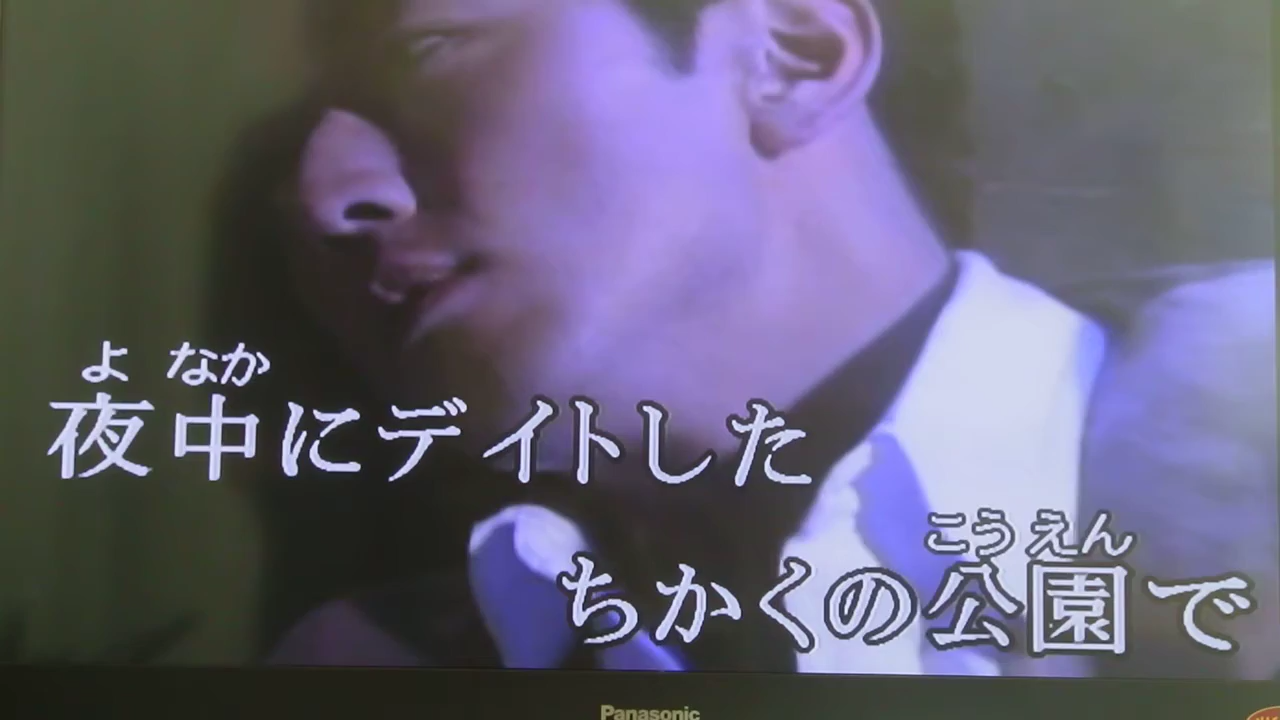 よ なか
夜中にデイトした
こうえん
ちかくの公園で
Panasonic